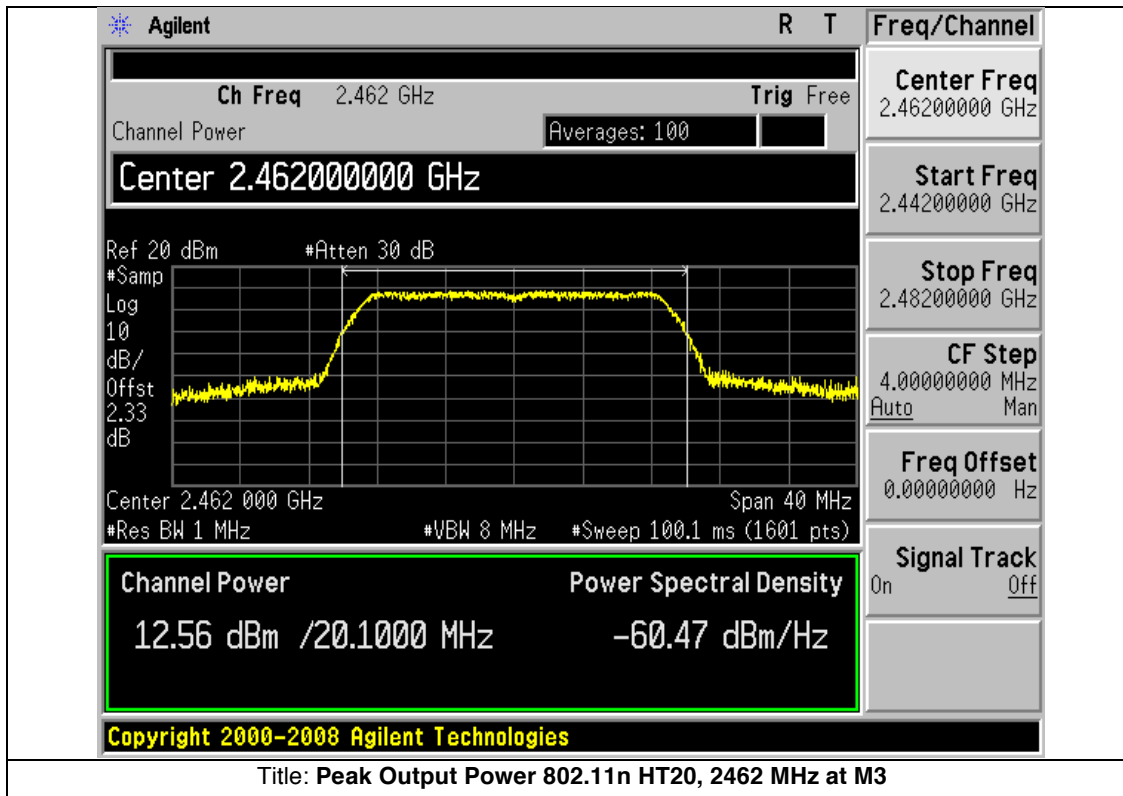 Agilent R T
Freq/Channel
Ch Freq 2.462 GHz Trig Free
Channel Power Averages: 100
Center 2.462000000 GHz
Ref 20 dBm #Atten 30 dB
#Samp
Log
10
dB/
Offst
2.33
dB
Center 2.462 000 GHz Span 40 MHz
#Res BW 1 MHz #VBW 8 MHz #Sweep 100.1 ms (1601 pts)
Channel Power Power Spectral Density
12.56 dBm /20.1000 MHz -60.47 dBm/Hz
Center Freq
2.46200000 GHz
Start Freq
2.44200000 GHz
Stop Freq
2.48200000 GHz
CF Step
4.00000000 MHz
Auto Man
Freq Offset
0.00000000 Hz
Signal Track
On Off
Copyright 2000-2008 Agilent Technologies
Title: Peak Output Power 802.11n HT20, 2462 MHz at M3